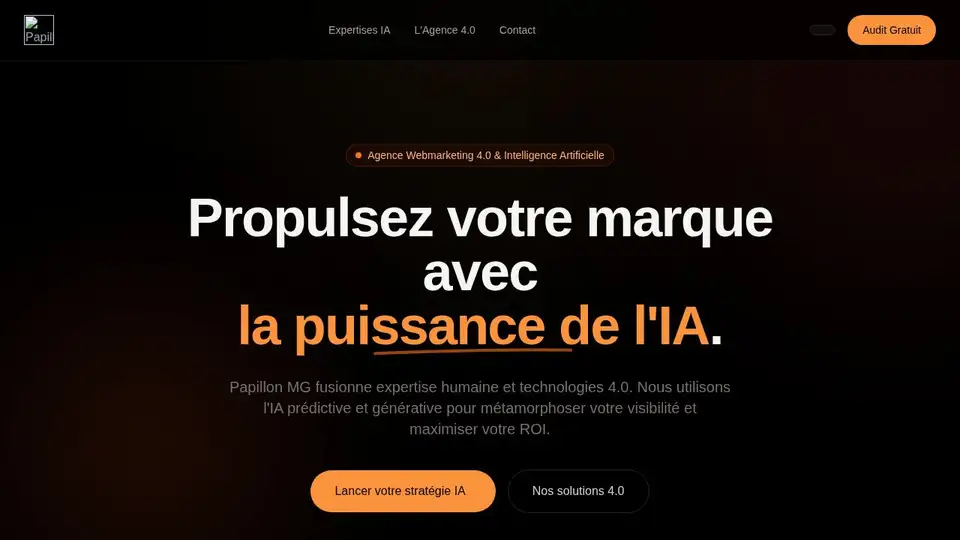 Papil
Expertises IA
L'Agence 4.0
Contact
Audit Gratuit
Agence Webmarketing 4.0 & Intelligence Artificielle
Propulsez votre marque
avec
la puissance de l'IA.
Papillon MG fusionne expertise humaine et technologies 4.0. Nous utilisons
l'IA prédictive et générative pour métamorphoser votre visibilité et
maximiser votre ROI.
Lancer votre stratégie IA
Nos solutions 4.0